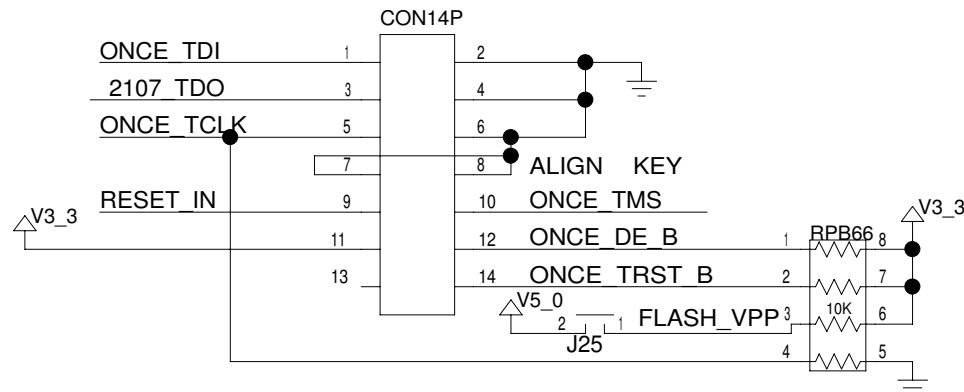 CON14P
ONCE_TDI 1 2
2107_TDO 3 4
ONCE_TCLK 5 6
7 8 ALIGN KEY
RESET_IN 9 10 ONCE_TMS
V3_3 V3_3
11 12 ONCE_DE_B 1 RPB66 8
13 14 ONCE_TRST_B 2 7
V5_0 2 1 FLASH_VPP 3 10K 6
J25 4 5